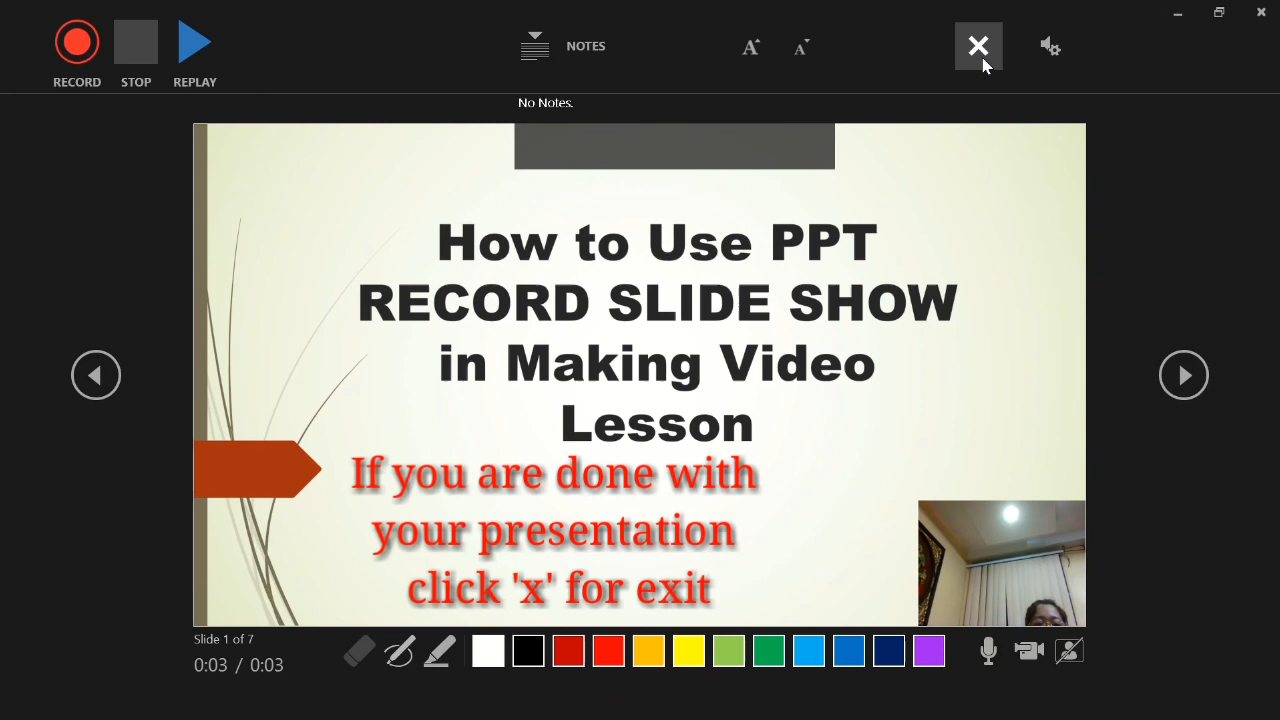 RECORD
STOP
REPLAY
NOTES
A
A
No Notes.
How to Use PPT
RECORD SLIDE SHOW
in Making Video
Lesson
If you are done with
your presentation
click 'x' for exit
Slide 1 of 7
0:03 / 0:03